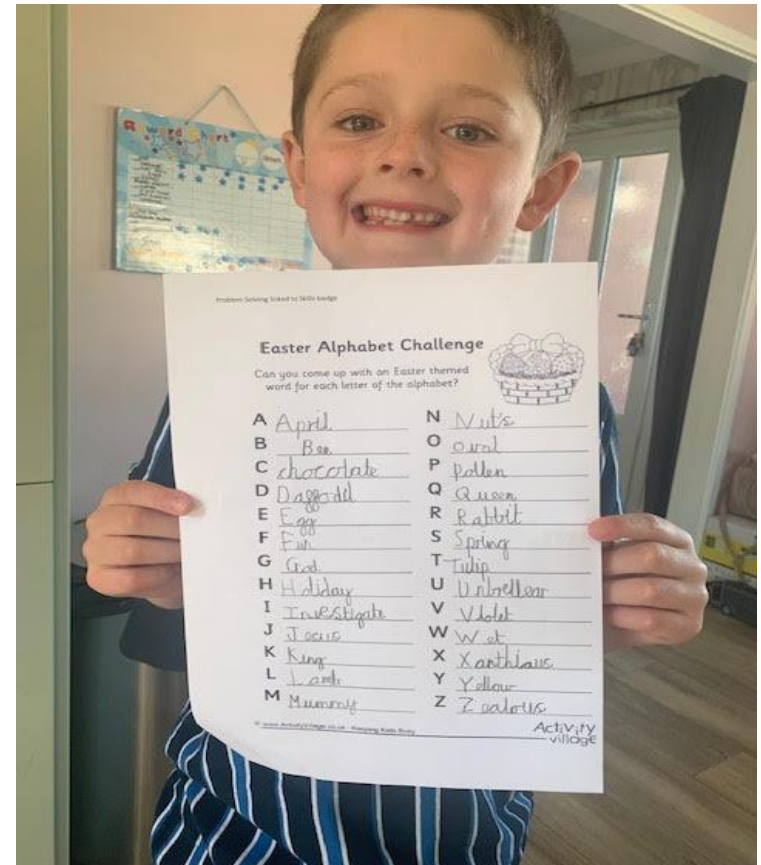 Reward Chart
Problem Solving linked to Skills badge
Easter Alphabet Challenge
Can you come up with an Easter themed
word for each letter of the alphabet?
A April
B Bee
C chocolate
D Daffodil
E Egg
F Fun
G God
H Holiday
I Investigate
J Jesus
K King
L Lamb
M Mummy
N Nut's
O oval
P pollen
Q Queen
R Rabbit
S Spring
T Tulip
U Unbrellear
V Violet
W Wet
X Xanthiaus
Y Yellow
Z Zealous
© www.ActivityVillage.co.uk - Keeping Kids Busy
Activity
village